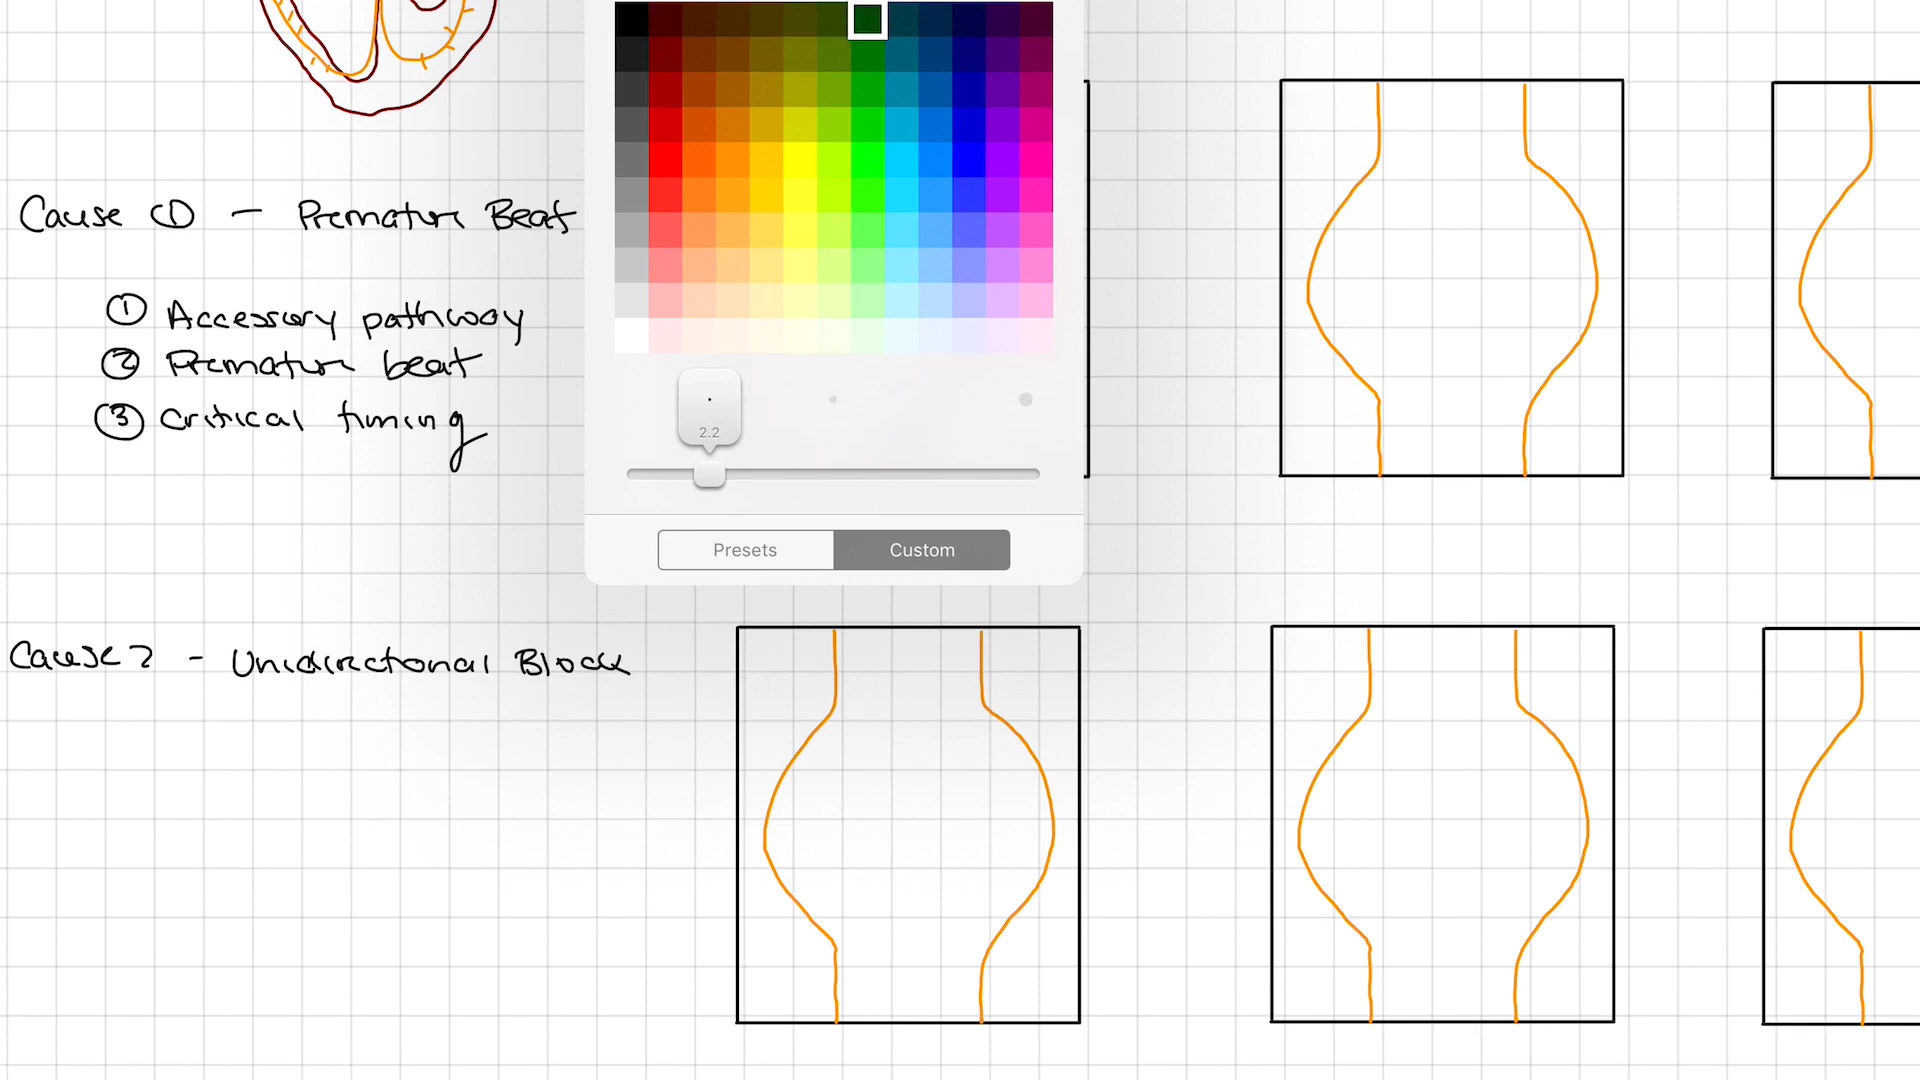 Cause ① - Premature Beat
① Accessory pathway
② Premature beat
③ Critical timing
2.2
Presets Custom
Cause 2 - Unidirectional Block